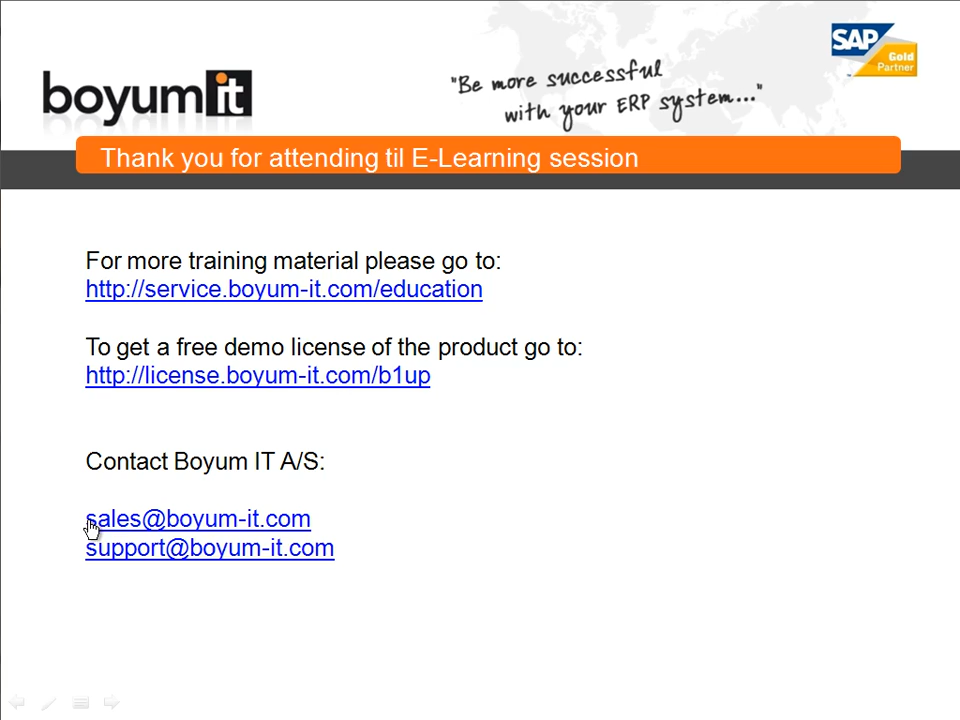 boyum it
"Be more successful
with your ERP system..."
SAP
Gold
Partner
Thank you for attending til E-Learning session
For more training material please go to:
http://service.boyum-it.com/education
To get a free demo license of the product go to:
http://license.boyum-it.com/b1up
Contact Boyum IT A/S:
sales@boyum-it.com
support@boyum-it.com